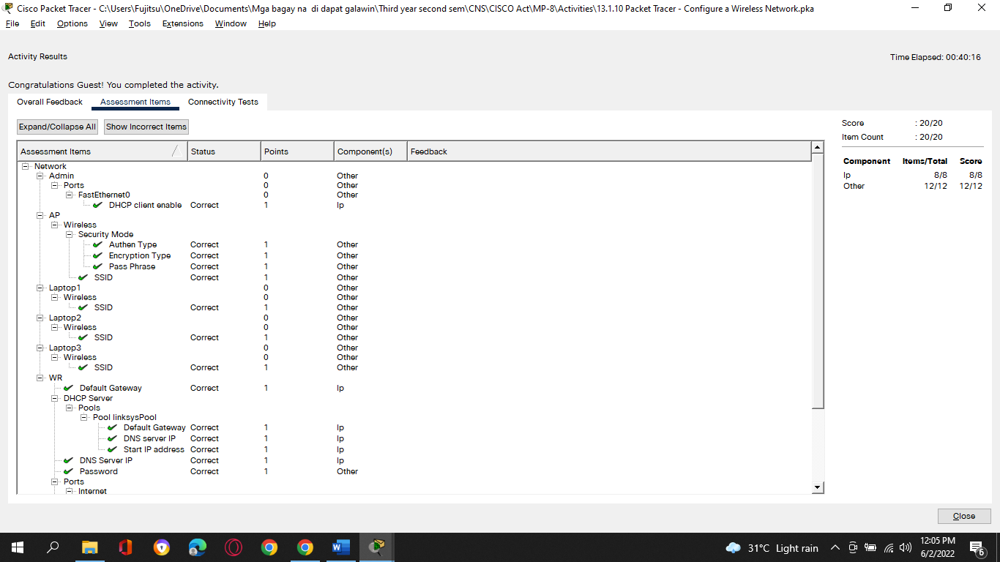 Cisco Packet Tracer - C:\Users\Fujitsu\OneDrive\Documents\Mga bagay na  di dapat galawin\Third year second sem\CNS\CISCO Act\MP-8\Activities\13.1.10 Packet Tracer - Configure a Wireless Network.pka
File Edit Options View Tools Extensions Window Help
Activity Results
Time Elapsed: 00:40:16
Congratulations Guest! You completed the activity.
Overall Feedback Assessment Items Connectivity Tests
Expand/Collapse All Show Incorrect Items
Assessment Items Status Points Component(s) Feedback
Network
Admin 0 Other
Ports 0 Other
FastEthernet0 0 Other
DHCP client enable Correct 1 Ip
AP
Wireless
Security Mode
Authen Type Correct 1 Other
Encryption Type Correct 1 Other
Pass Phrase Correct 1 Other
SSID Correct 1 Other
Laptop1 0 Other
Wireless 0 Other
SSID Correct 1 Other
Laptop2 0 Other
Wireless 0 Other
SSID Correct 1 Other
Laptop3 0 Other
Wireless 0 Other
SSID Correct 1 Other
WR
Default Gateway Correct 1 Ip
DHCP Server
Pools
Pool linksysPool
Default Gateway Correct 1 Ip
DNS server IP Correct 1 Ip
Start IP address Correct 1 Ip
DNS Server IP Correct 1 Ip
Password Correct 1 Other
Ports
Internet
Score : 20/20
Item Count : 20/20
Component Items/Total Score
Ip 8/8 8/8
Other 12/12 12/12
Close
31°C Light rain
12:05 PM
6/2/2022
6